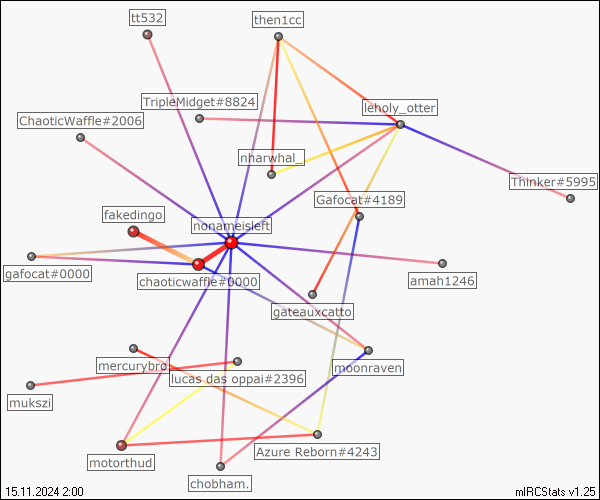 tt532
then1cc
TripleMidget#8824
leholy_otter
ChaoticWaffle#2006
nharwhal_
Thinker#5995
Gafocat#4189
fakedingo
nonameisleft
gafocat#0000
chaoticwaffle#0000
amah1246
gateauxcatto
mercurybro
moonraven
lucas das oppai#2396
mukszi
motorthud
Azure Reborn#4243
chobham.
15.11.2024 2:00
mIRCStats v1.25